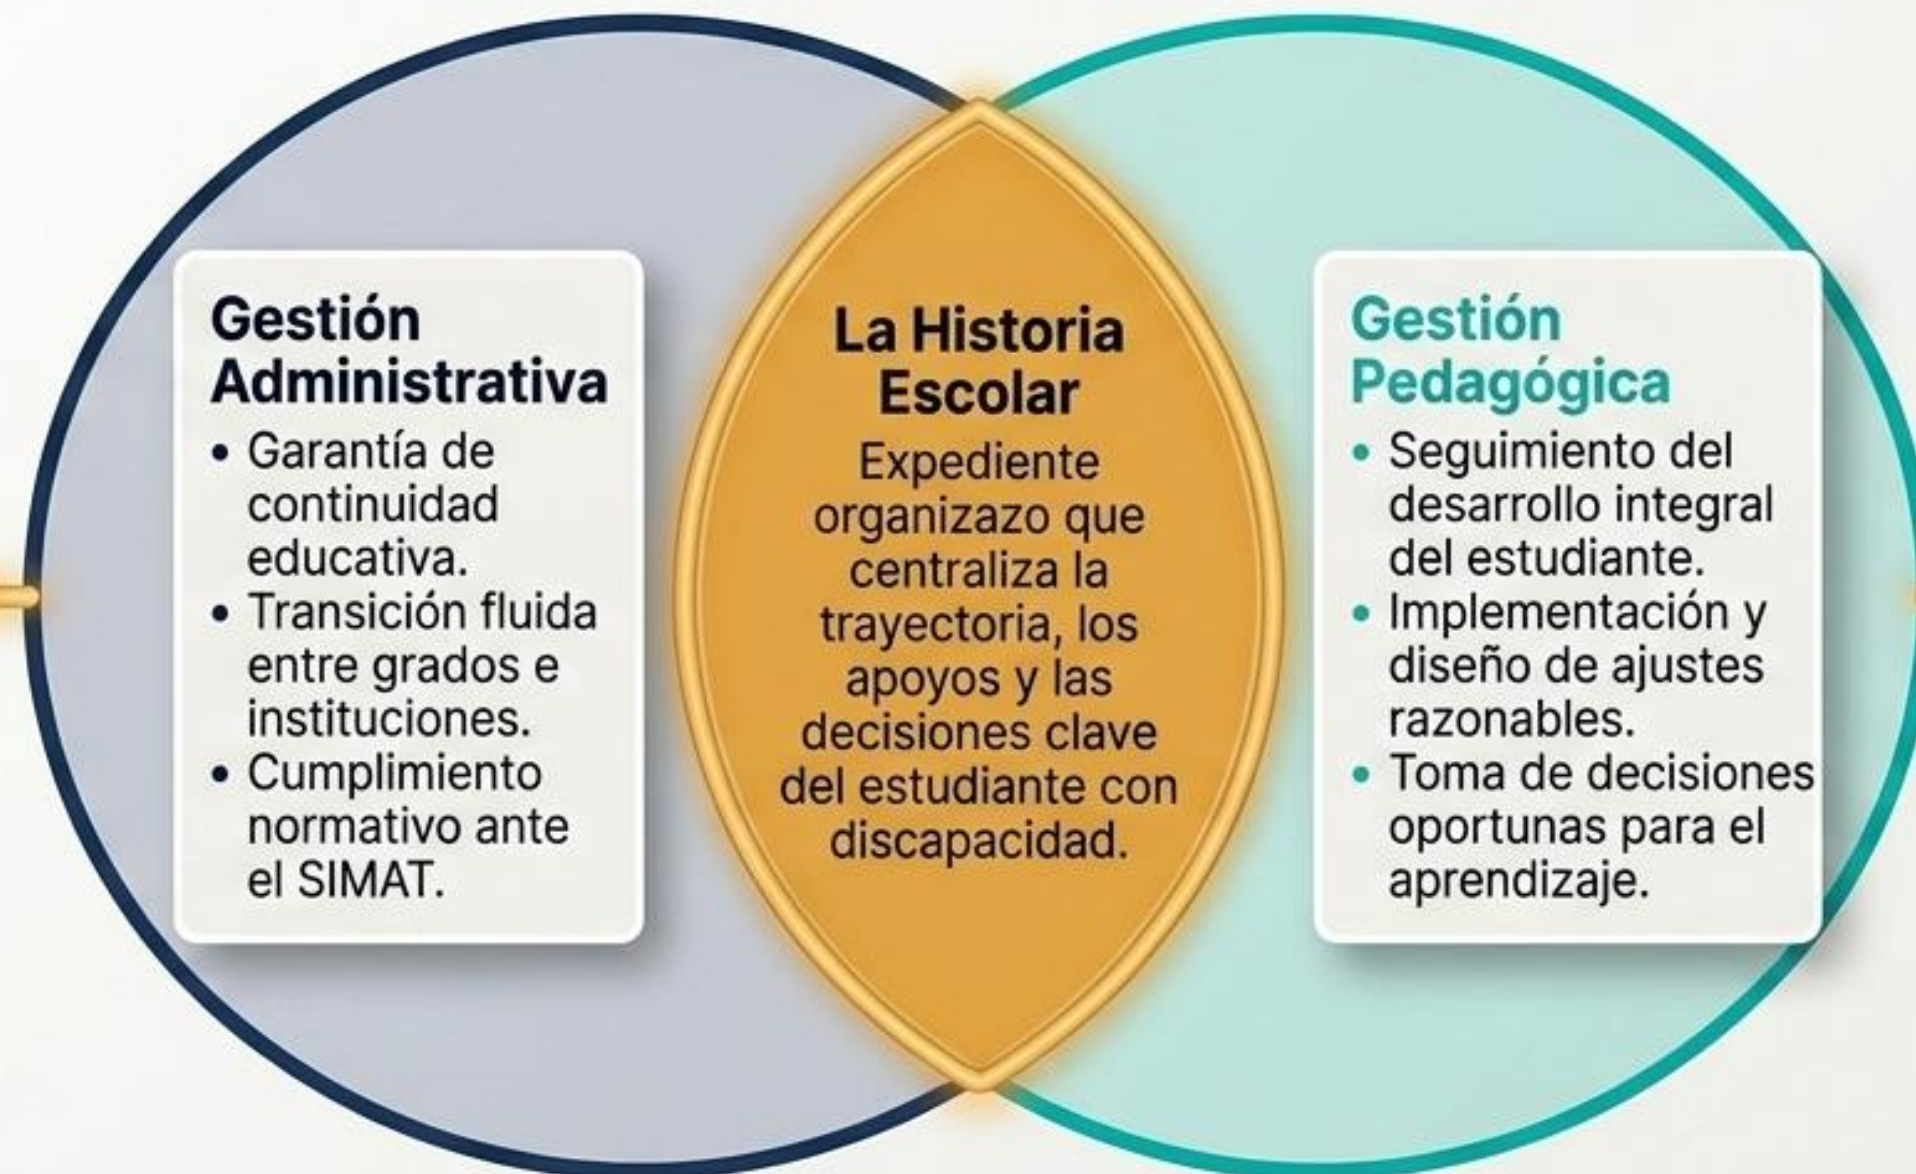 Gestión
Administrativa
• Garantía de
continuidad
educativa.
• Transición fluida
entre grados e
instituciones.
• Cumplimiento
normativo ante
el SIMAT.
La Historia
Escolar
Expediente
organizazo que
centraliza la
trayectoria, los
apoyos y las
decisiones clave
del estudiante con
discapacidad.
Gestión
Pedagógica
• Seguimiento del
desarrollo integral
del estudiante.
• Implementación y
diseño de ajustes
razonables.
• Toma de decisiones
oportunas para el
aprendizaje.